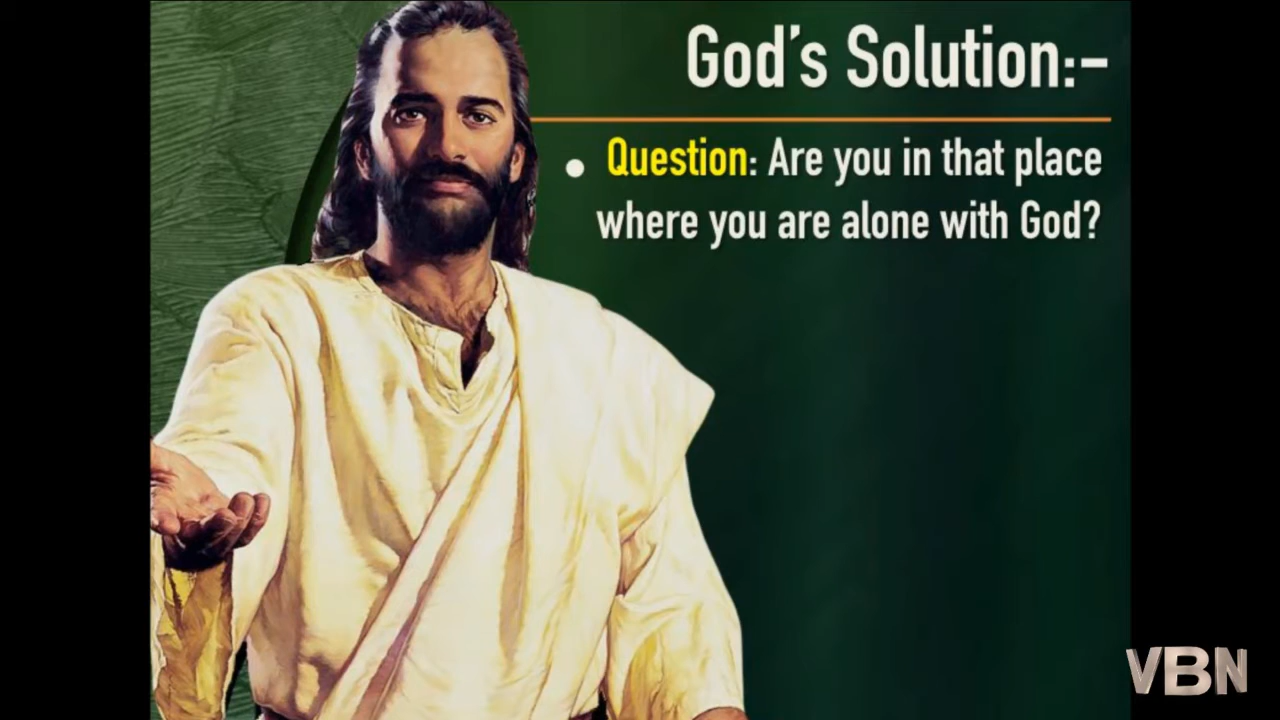 God's Solution:-
• Question: Are you in that place
where you are alone with God?
VBN